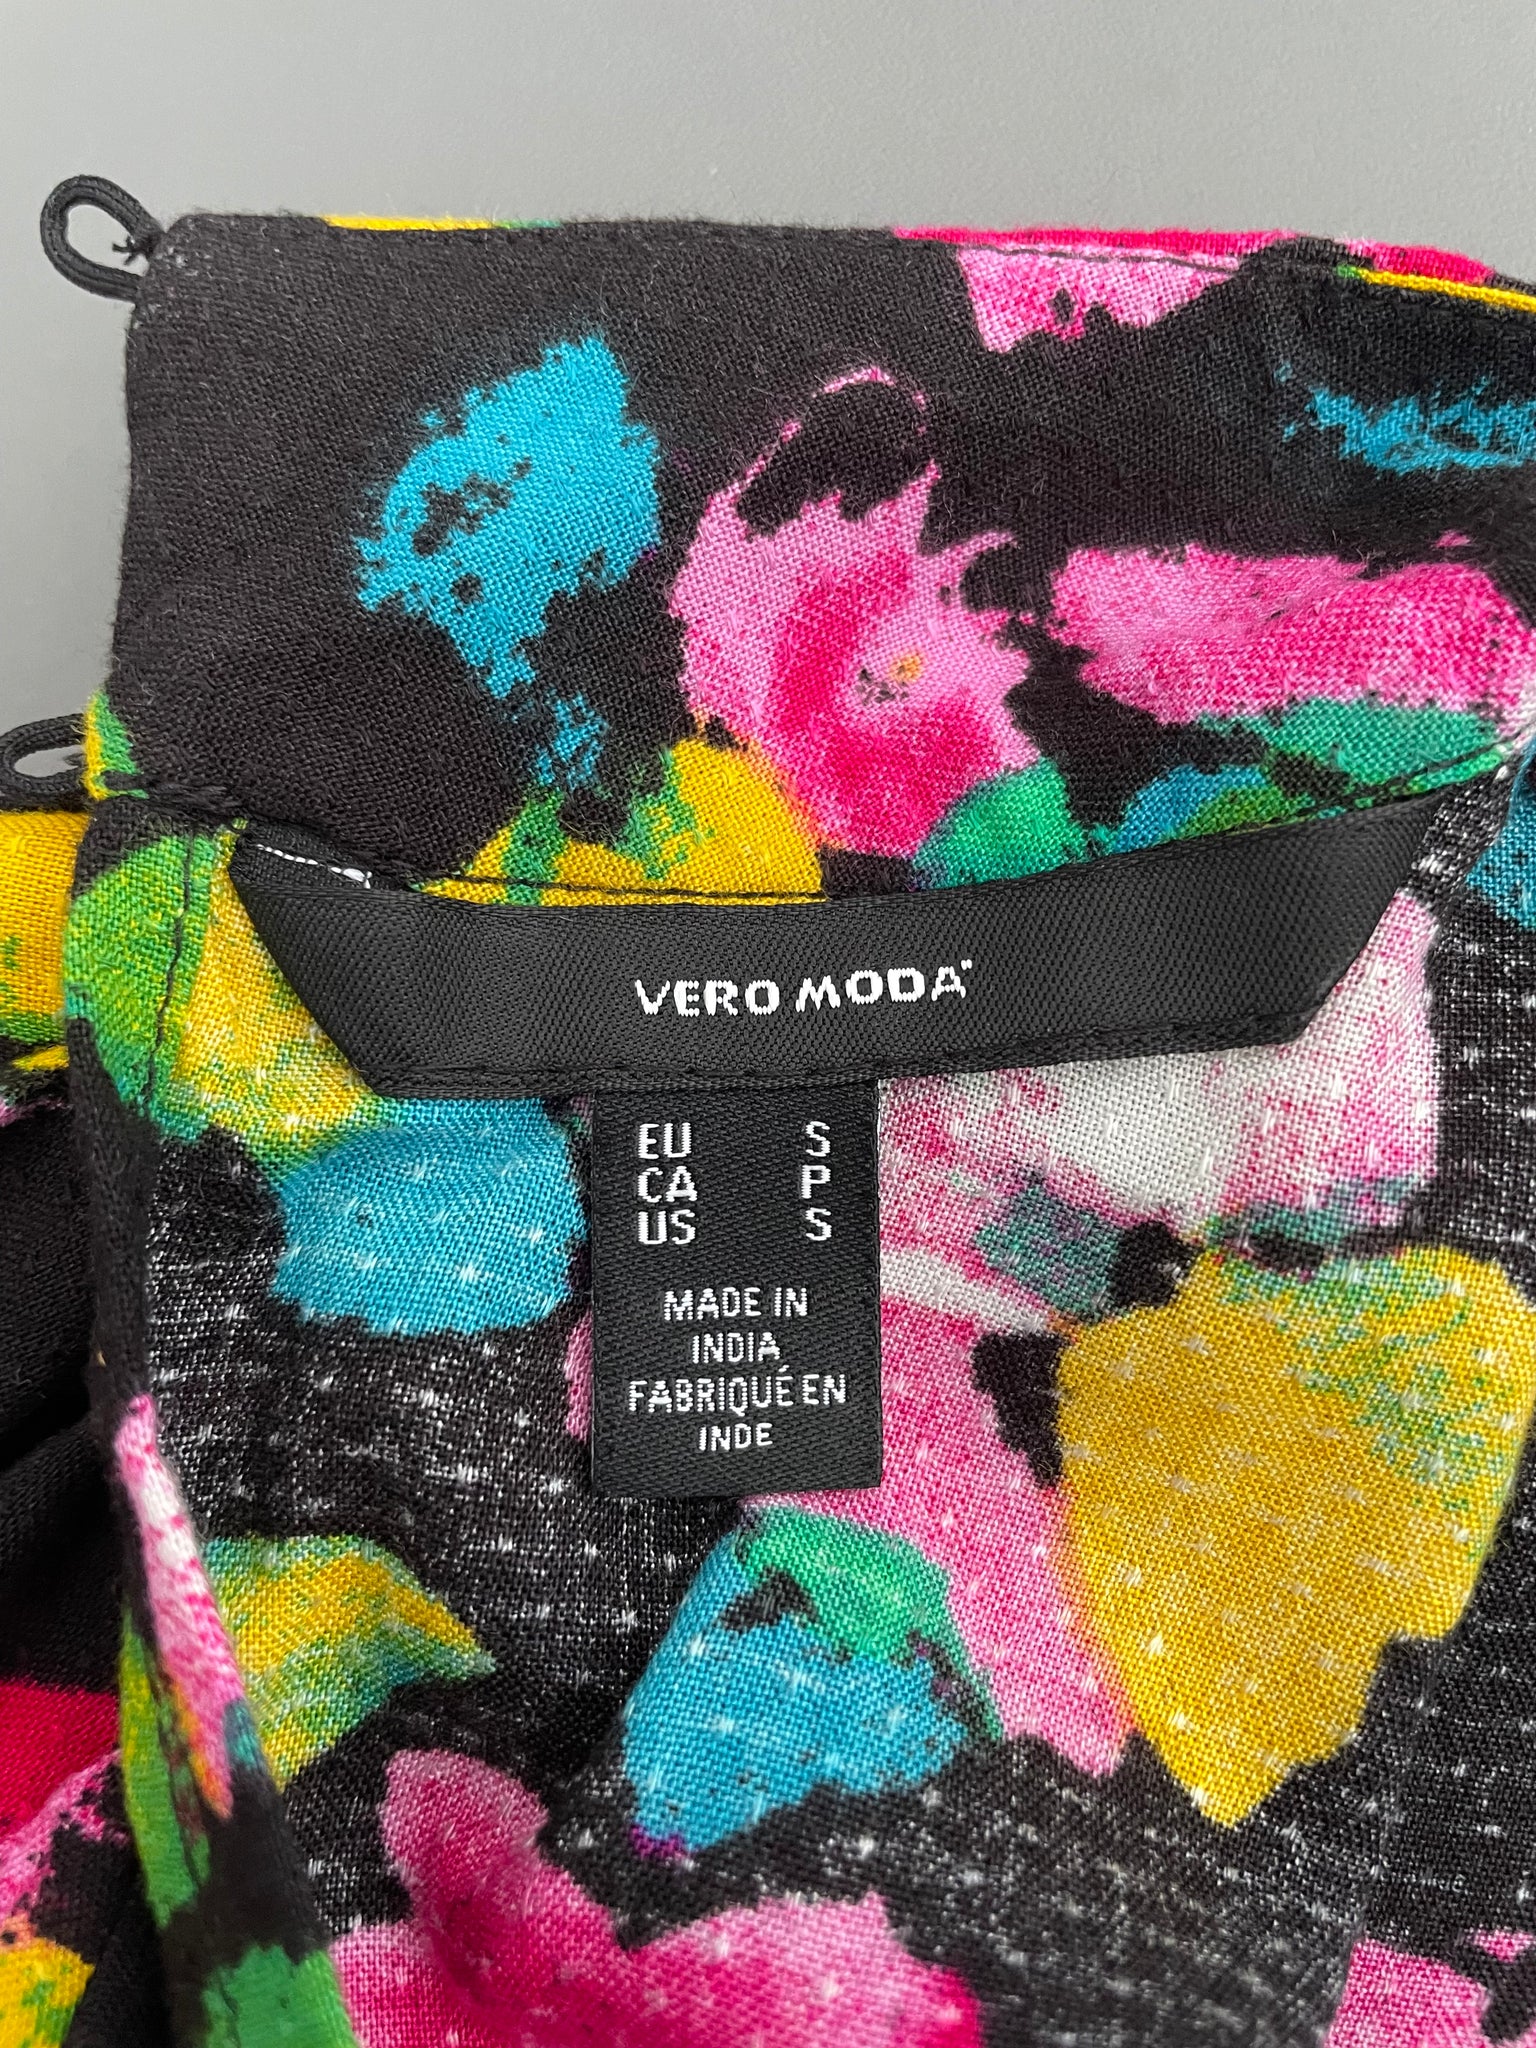 VERO MODA
EU S
CA P
US S
MADE IN
INDIA
FABRIQUÉ EN
INDE